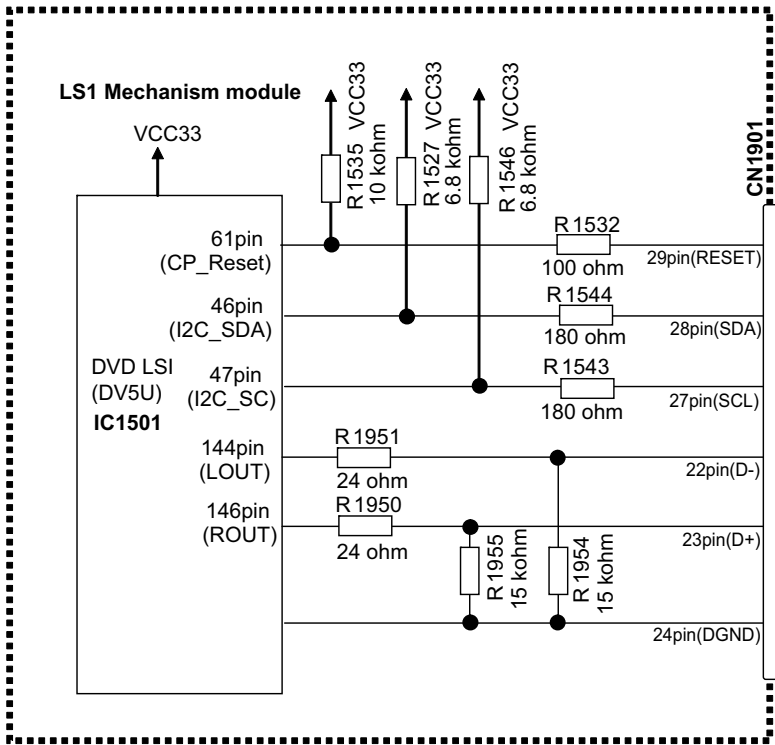 LS1 Mechanism module
VCC33
R1535 VCC33
10 kohm
R1527 VCC33
6.8 kohm
R1546 VCC33
6.8 kohm
CN1901
61pin
(CP_Reset)
R1532
100 ohm
29pin(RESET)
46pin
(I2C_SDA)
R1544
180 ohm
28pin(SDA)
DVD LSI
(DV5U)
IC1501
47pin
(I2C_SC)
R1543
180 ohm
27pin(SCL)
144pin
(LOUT)
R1951
24 ohm
22pin(D-)
146pin
(ROUT)
R1950
24 ohm
23pin(D+)
R1955
15 kohm
R1954
15 kohm
24pin(DGND)